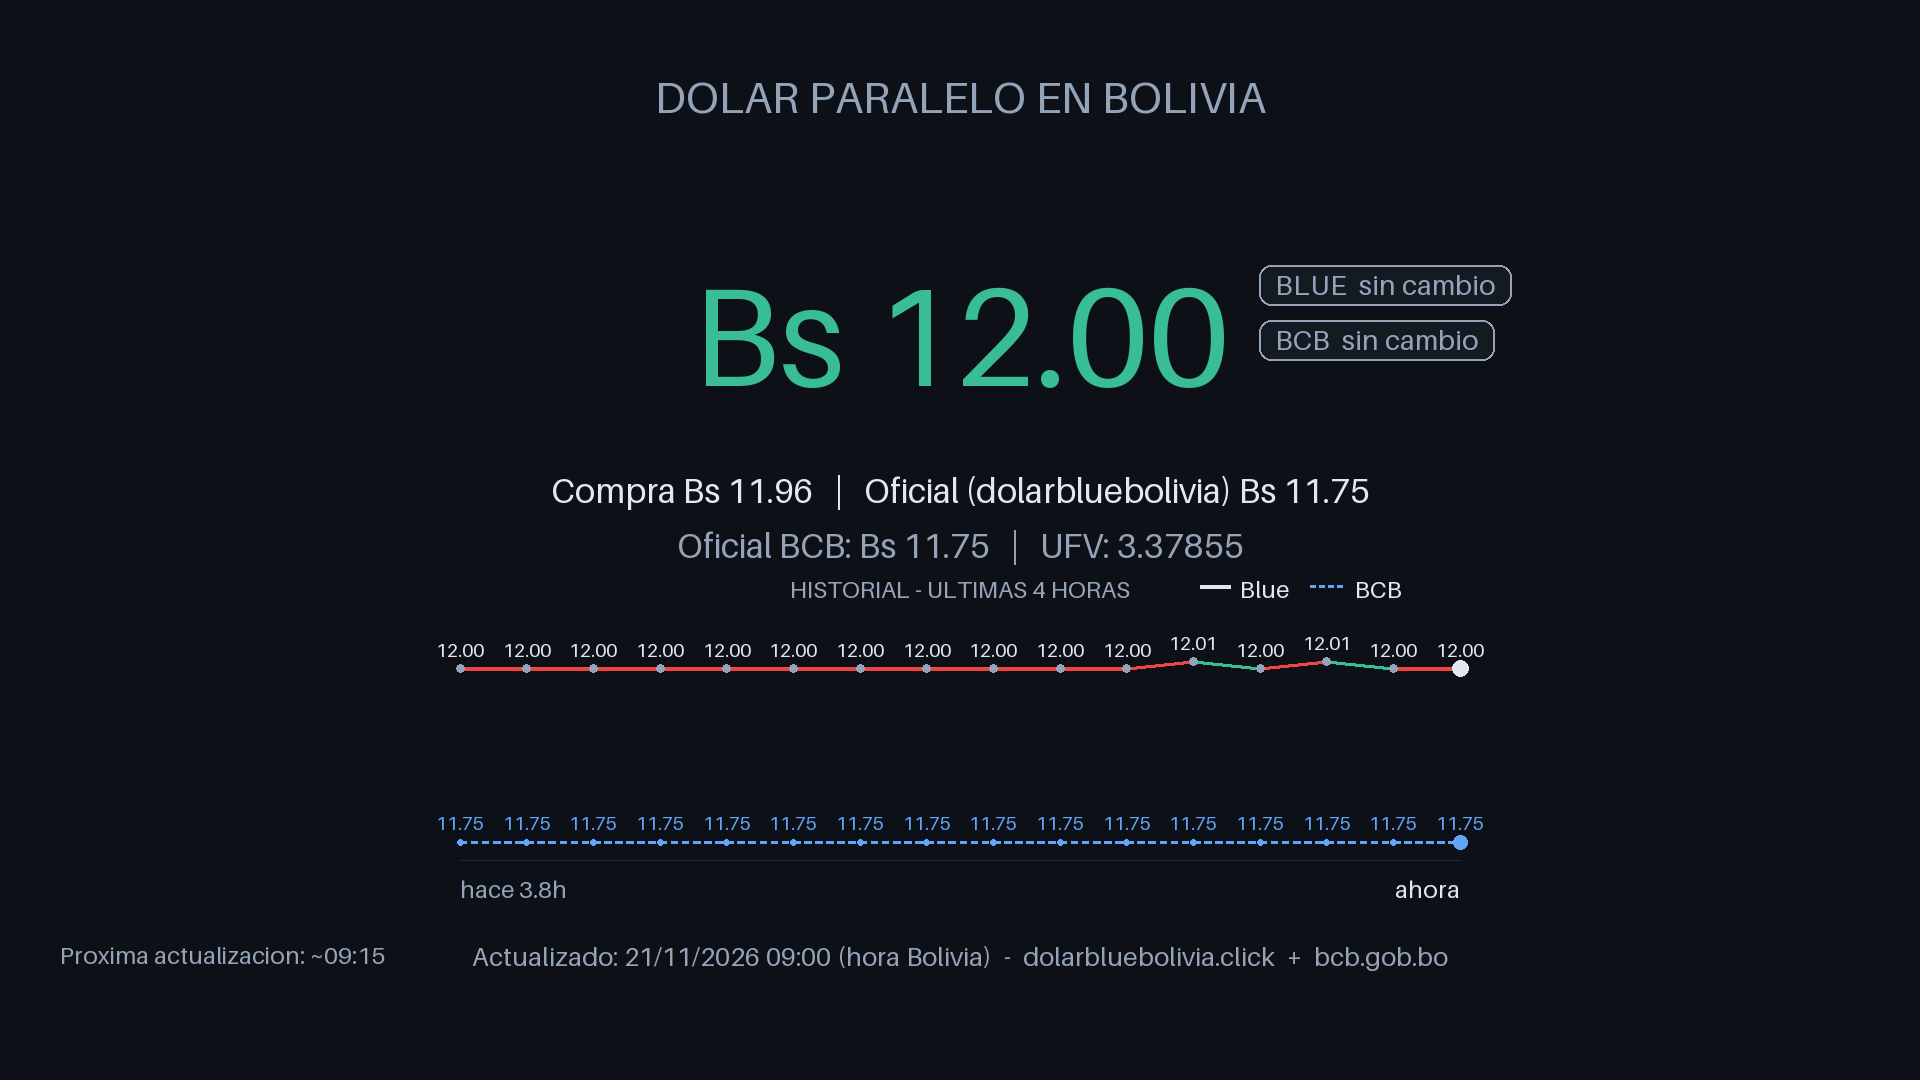 DOLAR PARALELO EN BOLIVIA
Bs 12.00
BLUE sin cambio
BCB sin cambio
Compra Bs 11.96 | Oficial (dolarbluebolivia) Bs 11.75
Oficial BCB: Bs 11.75 | UFV: 3.37855
HISTORIAL - ULTIMAS 4 HORAS
Blue
BCB
12.00 12.00 12.00 12.00 12.00 12.00 12.00 12.00 12.00 12.00 12.00 12.01 12.00 12.01 12.00 12.00
11.75 11.75 11.75 11.75 11.75 11.75 11.75 11.75 11.75 11.75 11.75 11.75 11.75 11.75 11.75 11.75
hace 3.8h
ahora
Proxima actualizacion: ~09:15
Actualizado: 21/11/2026 09:00 (hora Bolivia) - dolarbluebolivia.click + bcb.gob.bo